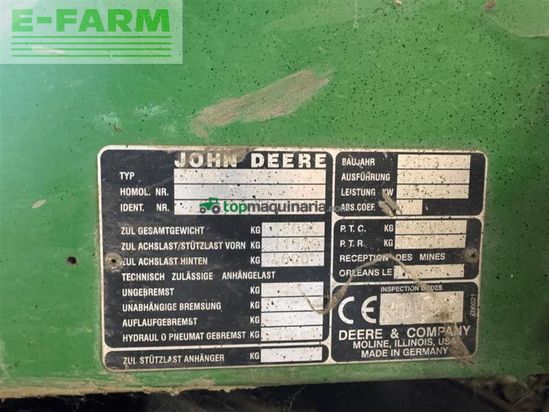 E-FARM
JOHN DEERE
TYP
HOMOL. NR.
IDENT. NR.
topmaquinaria.com
ZUL GESAMTGEWICHT KG
ZUL ACHSLAST/STÜTZLAST VORN KG
ZUL ACHSLAST HINTEN KG
TECHNISCH ZULÄSSIGE ANHÄNGELAST
UNGEBREMST KG
UNABHÄNGIGE BREMSUNG KG
AUFLAUFGEBREMST KG
HYDRAUL O PNEUMAT GEBREMST KG
ZUL STÜTZLAST ANHÄNGER KG
BAUJAHR
AUSFÜHRUNG
LEISTUNG KW
ABS.COEF.
P.T.C. KG
P.T.R. KG
RECEPTION DES MINES
ORLEANS LE
INSPECTION CODES
CE
Z66021
DEERE & COMPANY
MOLINE, ILLINOIS, USA
MADE IN GERMANY